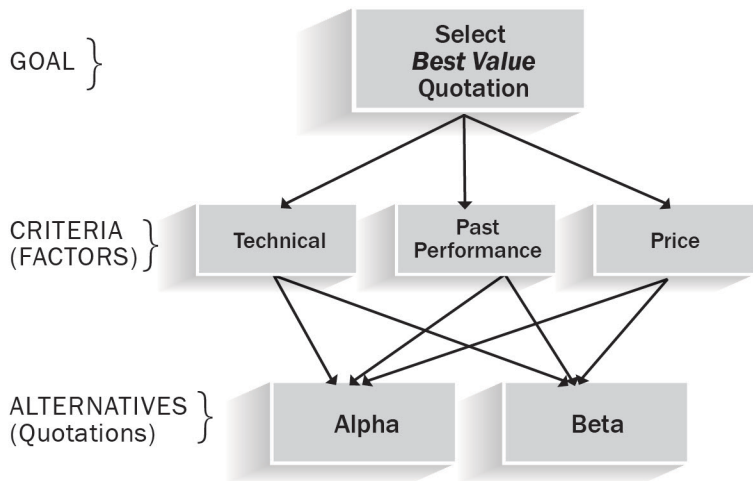 GOAL
Select
Best Value
Quotation
CRITERIA
(FACTORS)
Technical
Past
Performance
Price
ALTERNATIVES
(Quotations)
Alpha
Beta